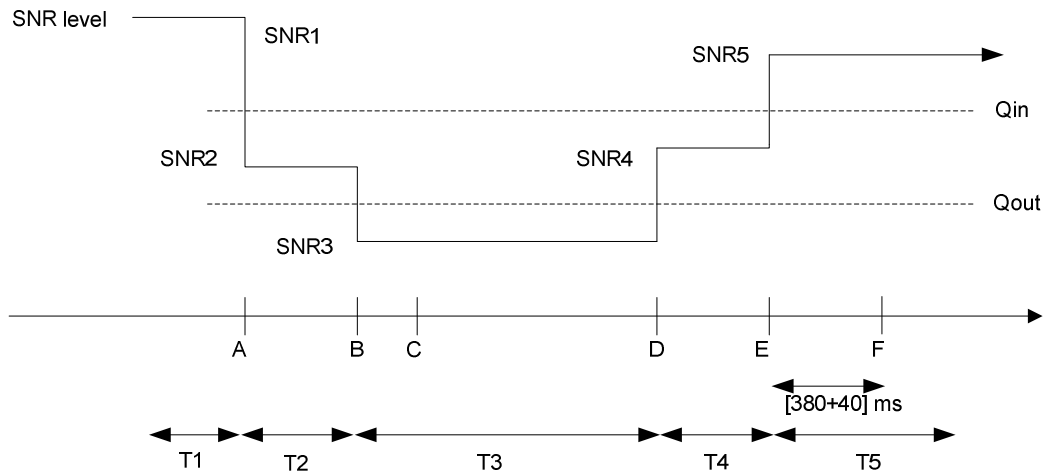 SNR level
SNR1
SNR5
Qin
SNR2
SNR4
Qout
SNR3
A
B
C
D
E
F
[380+40] ms
T1
T2
T3
T4
T5